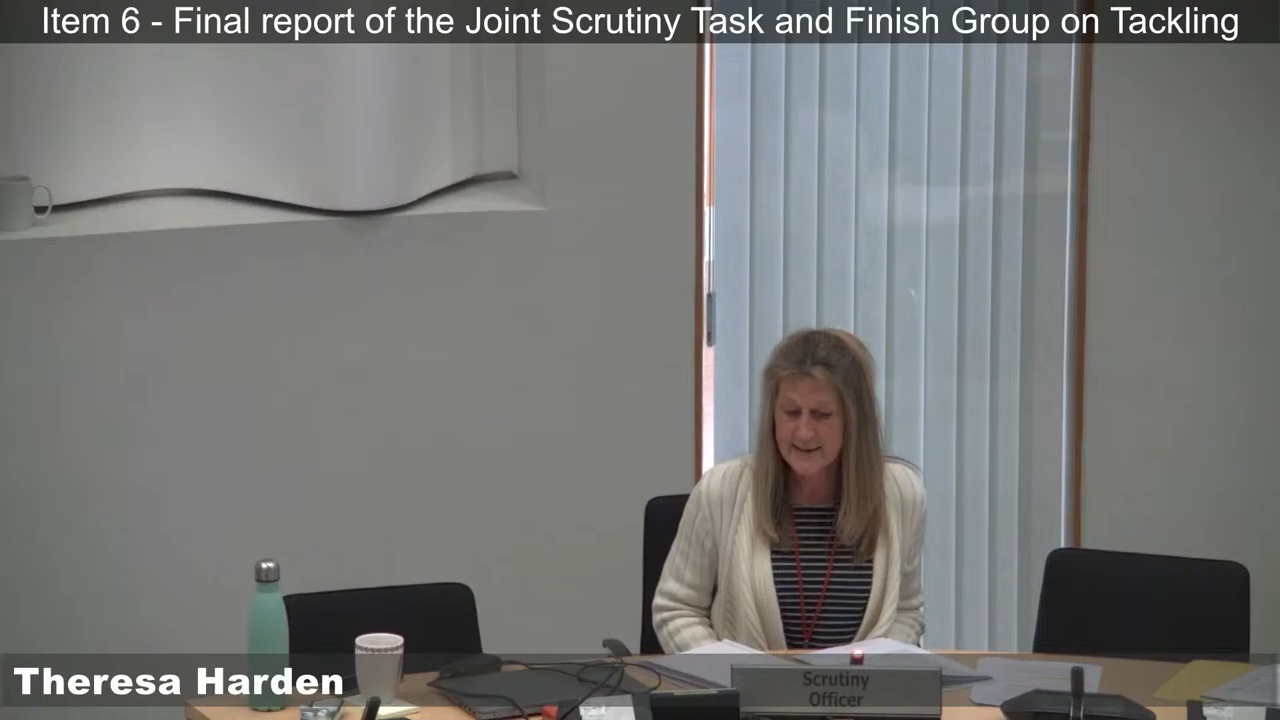 Item 6 - Final report of the Joint Scrutiny Task and Finish Group on Tackling
Theresa Harden
Scrutiny
Officer